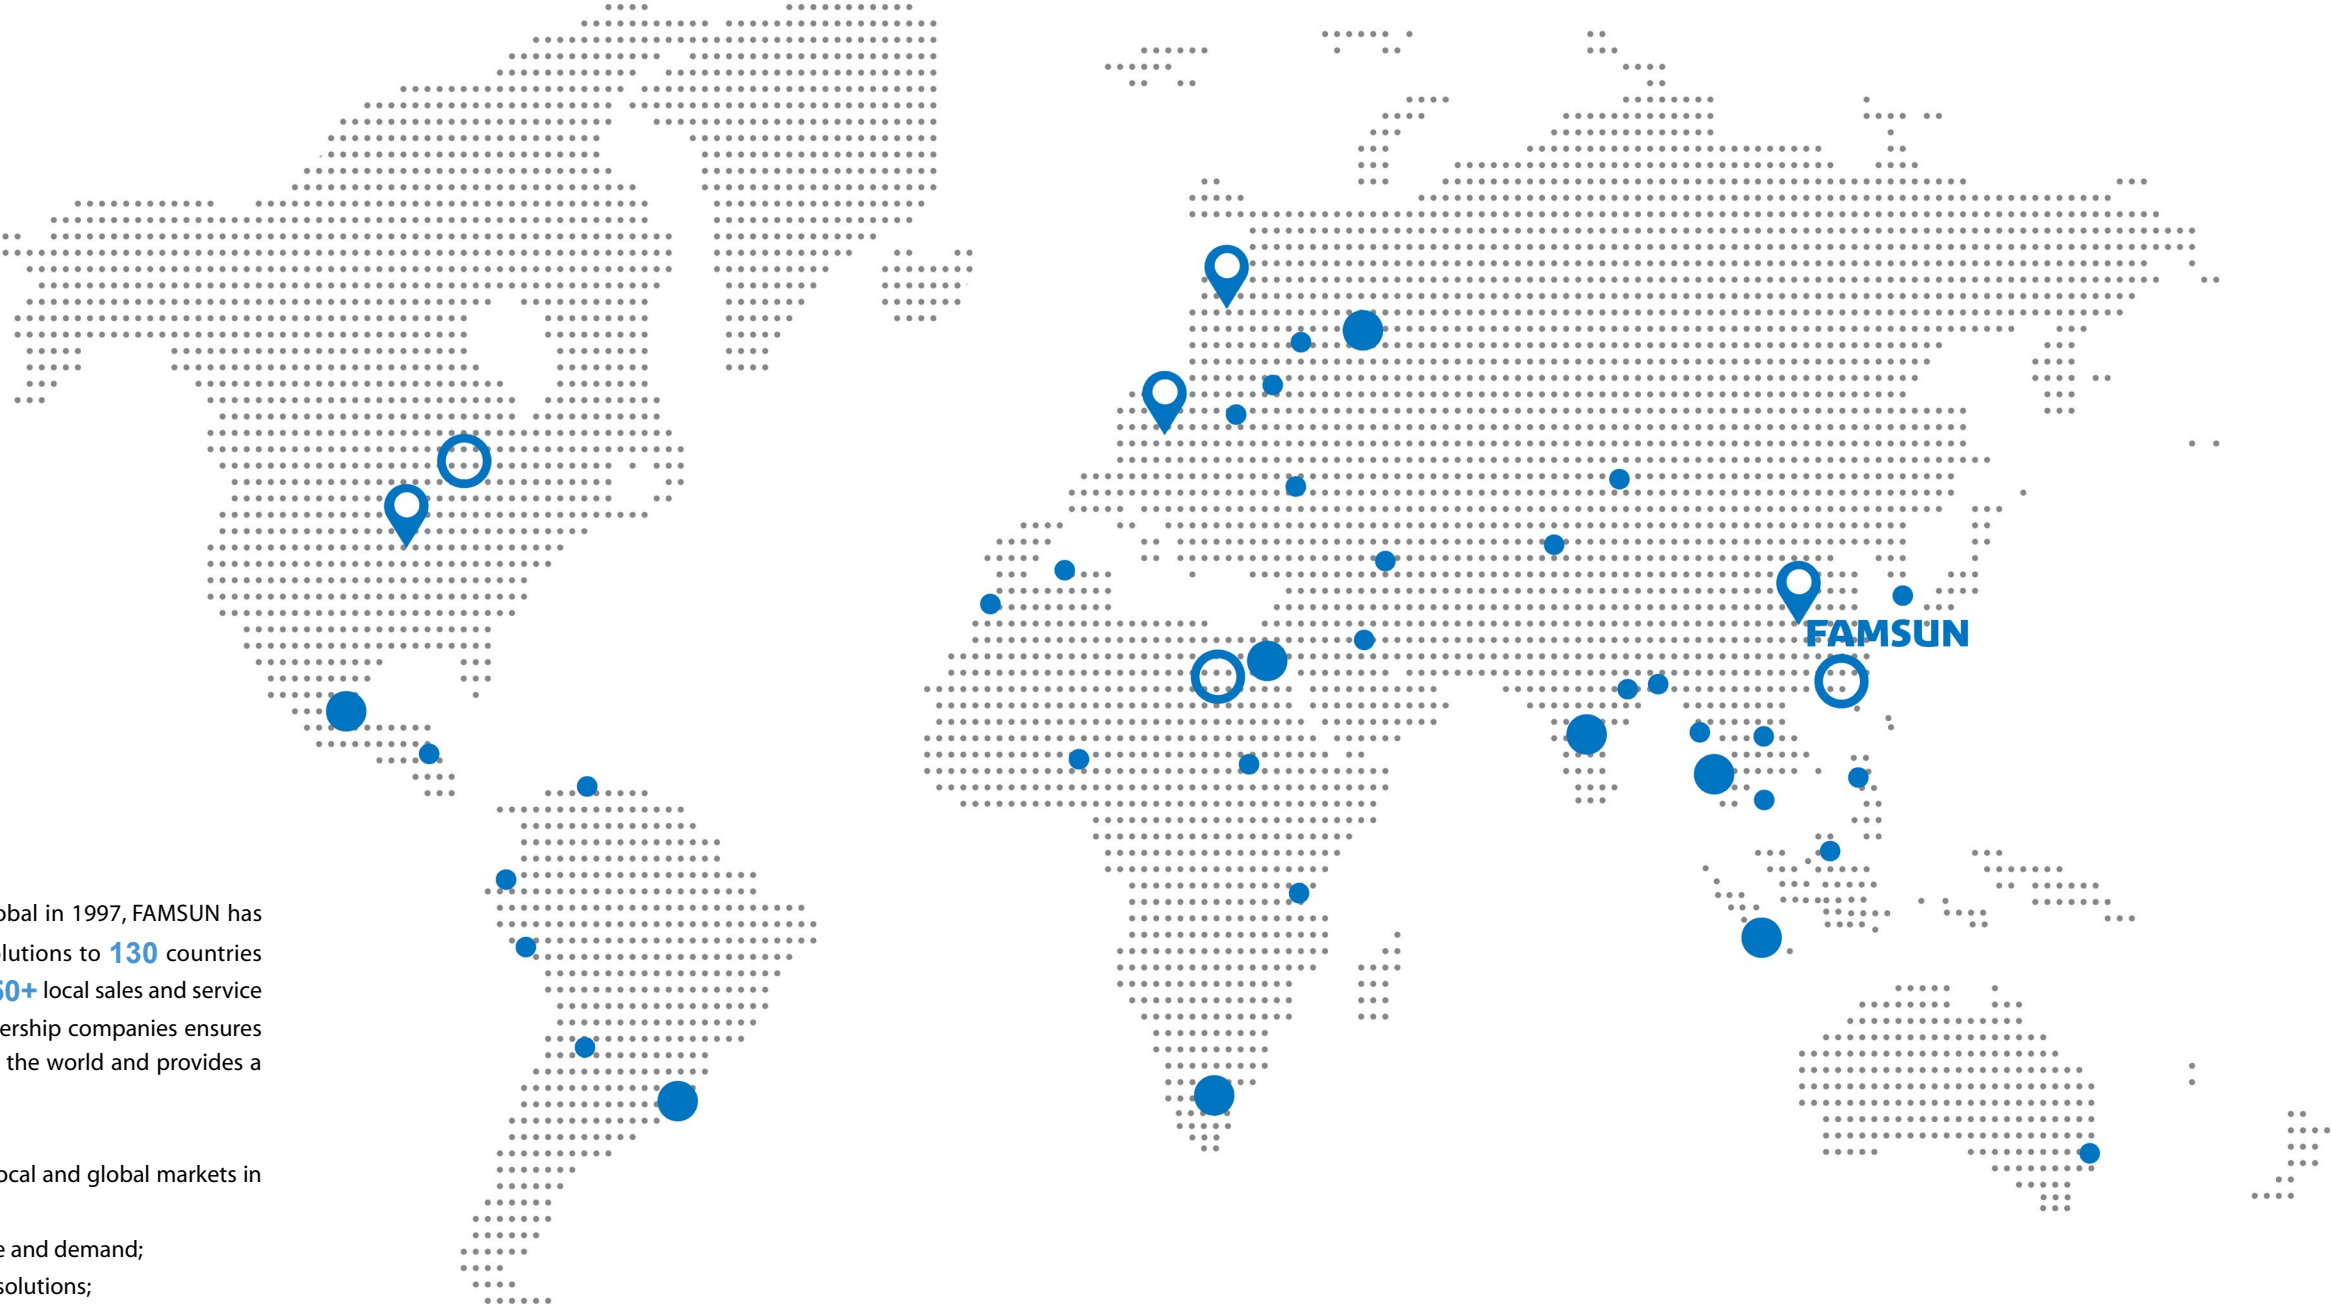 FAMSUN
obal in 1997, FAMSUN has
lutions to 130 countries
50+ local sales and service
ership companies ensures
the world and provides a
ocal and global markets in
e and demand;
solutions;